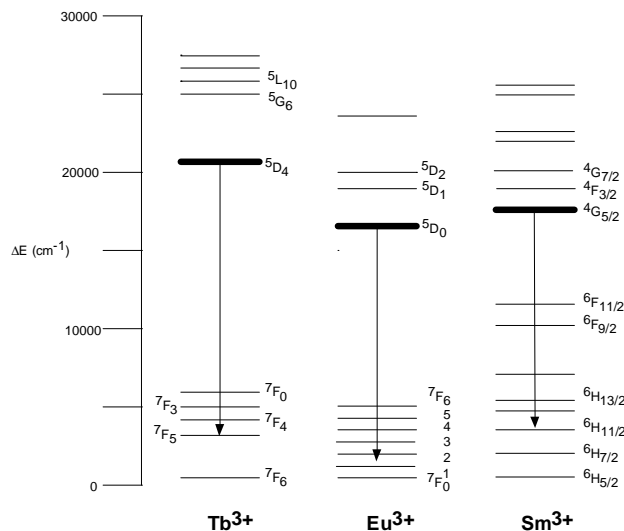 30000
20000
ΔE (cm⁻¹)
10000
0
⁵L₁₀
⁵G₆
⁵D₄
⁷F₀
⁷F₃
⁷F₄
⁷F₅
⁷F₆
Tb³⁺
⁵D₂
⁵D₁
⁵D₀
⁷F₆
5
4
3
2
1
⁷F₀
Eu³⁺
⁴G₇/₂
⁴F₃/₂
⁴G₅/₂
⁶F₁₁/₂
⁶F₉/₂
⁶H₁₃/₂
⁶H₁₁/₂
⁶H₇/₂
⁶H₅/₂
Sm³⁺